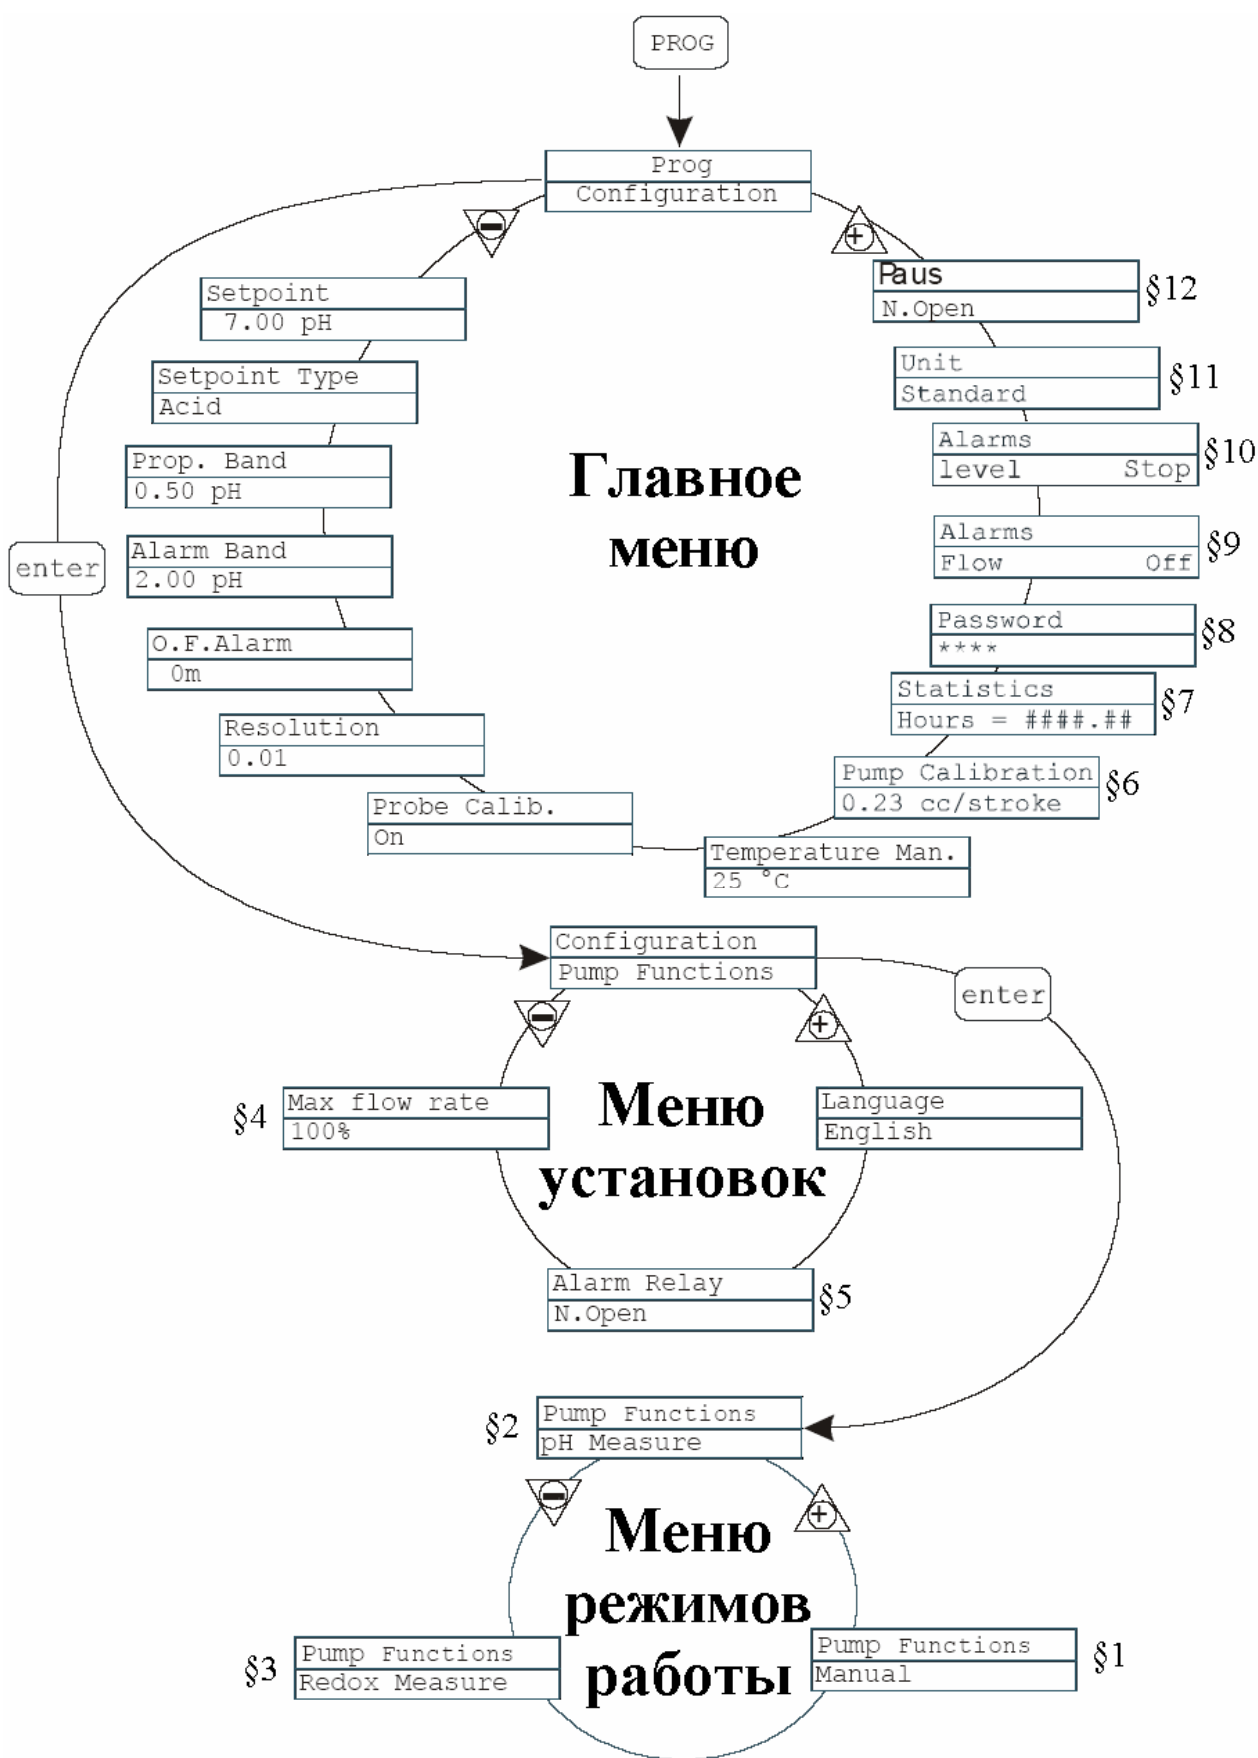 PROG
Prog
Configuration
Setpoint
7.00 pH
Setpoint Type
Acid
Prop. Band
0.50 pH
Alarm Band
2.00 pH
O.F.Alarm
0m
Resolution
0.01
Probe Calib.
On
Temperature Man.
25 °C
Pump Calibration
0.23 cc/stroke
§6
Statistics
Hours = ####.##
§7
Password
****
§8
Alarms
Flow Off
§9
Alarms
level Stop
§10
Unit
Standard
§11
Paus
N.Open
§12
Главное
меню
enter
Configuration
Pump Functions
enter
§4
Max flow rate
100%
Language
English
Меню
установок
Alarm Relay
N.Open
§5
§2
Pump Functions
pH Measure
Меню
режимов
работы
§3
Pump Functions
Redox Measure
Pump Functions
Manual
§1